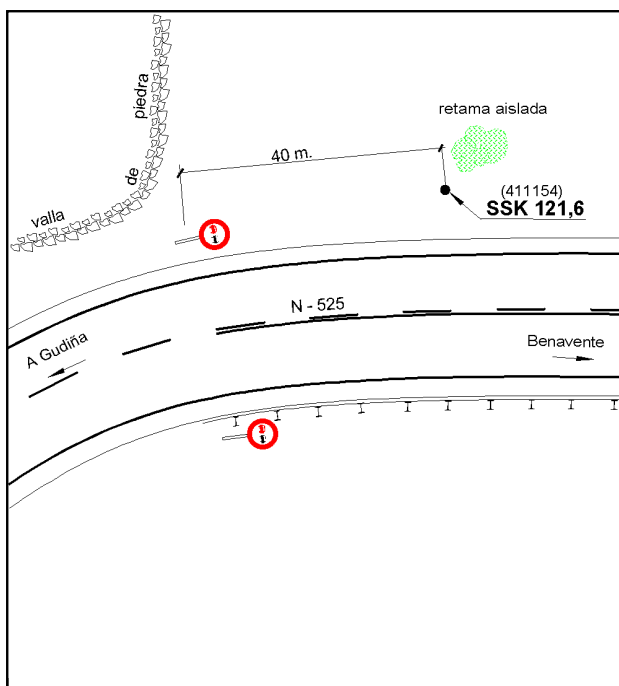 retama aislada
40 m.
(411154)
SSK 121,6
valla
de
piedra
N - 525
A Gudiña
Benavente